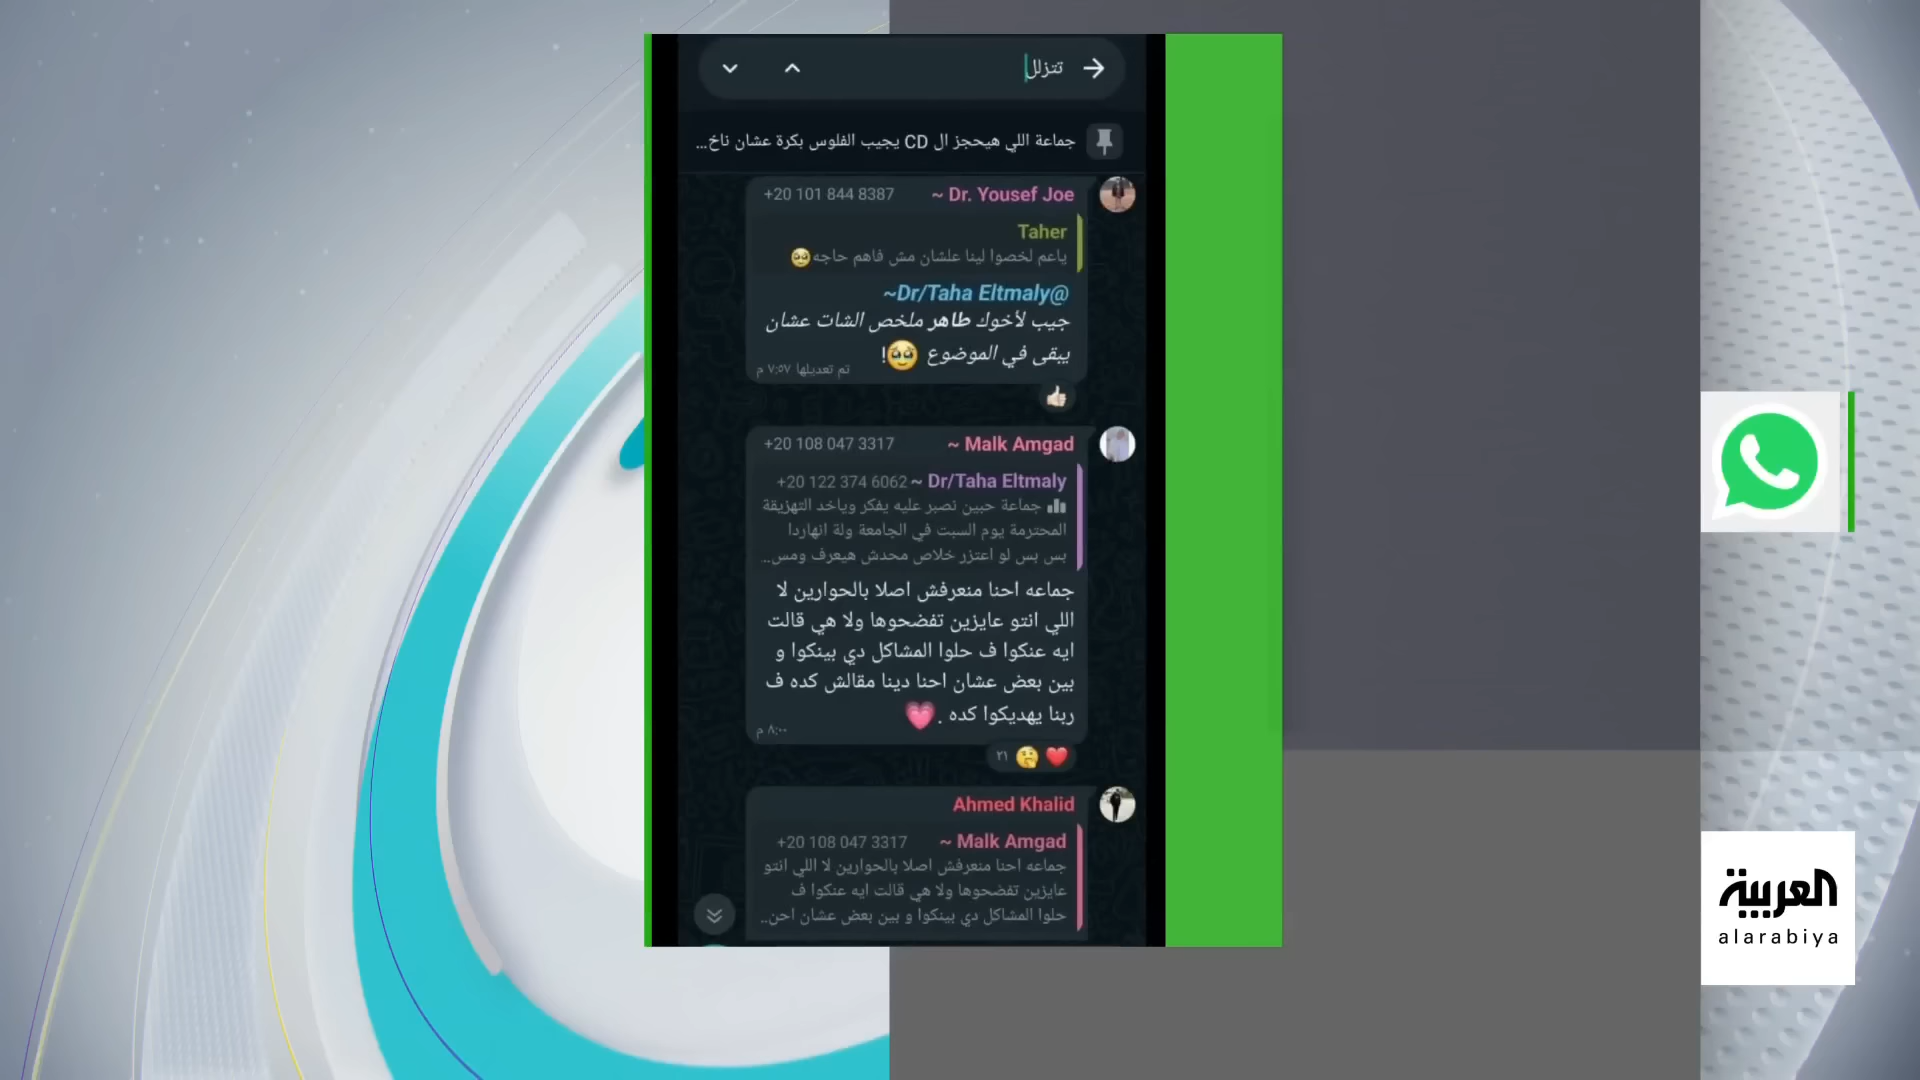 تتزلل
جماعة اللي هيحجز ال CD يجيب الفلوس بكرة عشان ناخ...
~ Dr. Yousef Joe +20 101 844 8387
Taher
ياعم لخصوا لينا علشان مش فاهم حاجه🥹
@Dr/Taha Eltmaly~
جيب لأخوك طاهر ملخص الشات عشان
يبقى في الموضوع 🥹!
تم تعديلها ٧:٥٧ م
~ Malk Amgad +20 108 047 3317
~ Dr/Taha Eltmaly +20 122 374 6062
جماعة حبين نصبر عليه يفكر وياخد التهزيقة
المحترمة يوم السبت في الجامعة ولة انهاردا
بس بس لو اعتزر خلاص محدش هيعرف ومس..
جماعه احنا منعرفش اصلا بالحوارين لا
اللي انتو عايزين تفضحوها ولا هي قالت
ايه عنكوا ف حلوا المشاكل دي بينكوا و
بين بعض عشان احنا دينا مقالش كده ف
ربنا يهديكوا كده . 💗
٨:٠٠ م
❤️ 🤔 ٢١
Ahmed Khalid
~ Malk Amgad +20 108 047 3317
جماعه احنا منعرفش اصلا بالحوارين لا اللي انتو
عايزين تفضحوها ولا هي قالت ايه عنكوا ف
حلوا المشاكل دي بينكوا و بين بعض عشان احن..
العربية
alarabiya